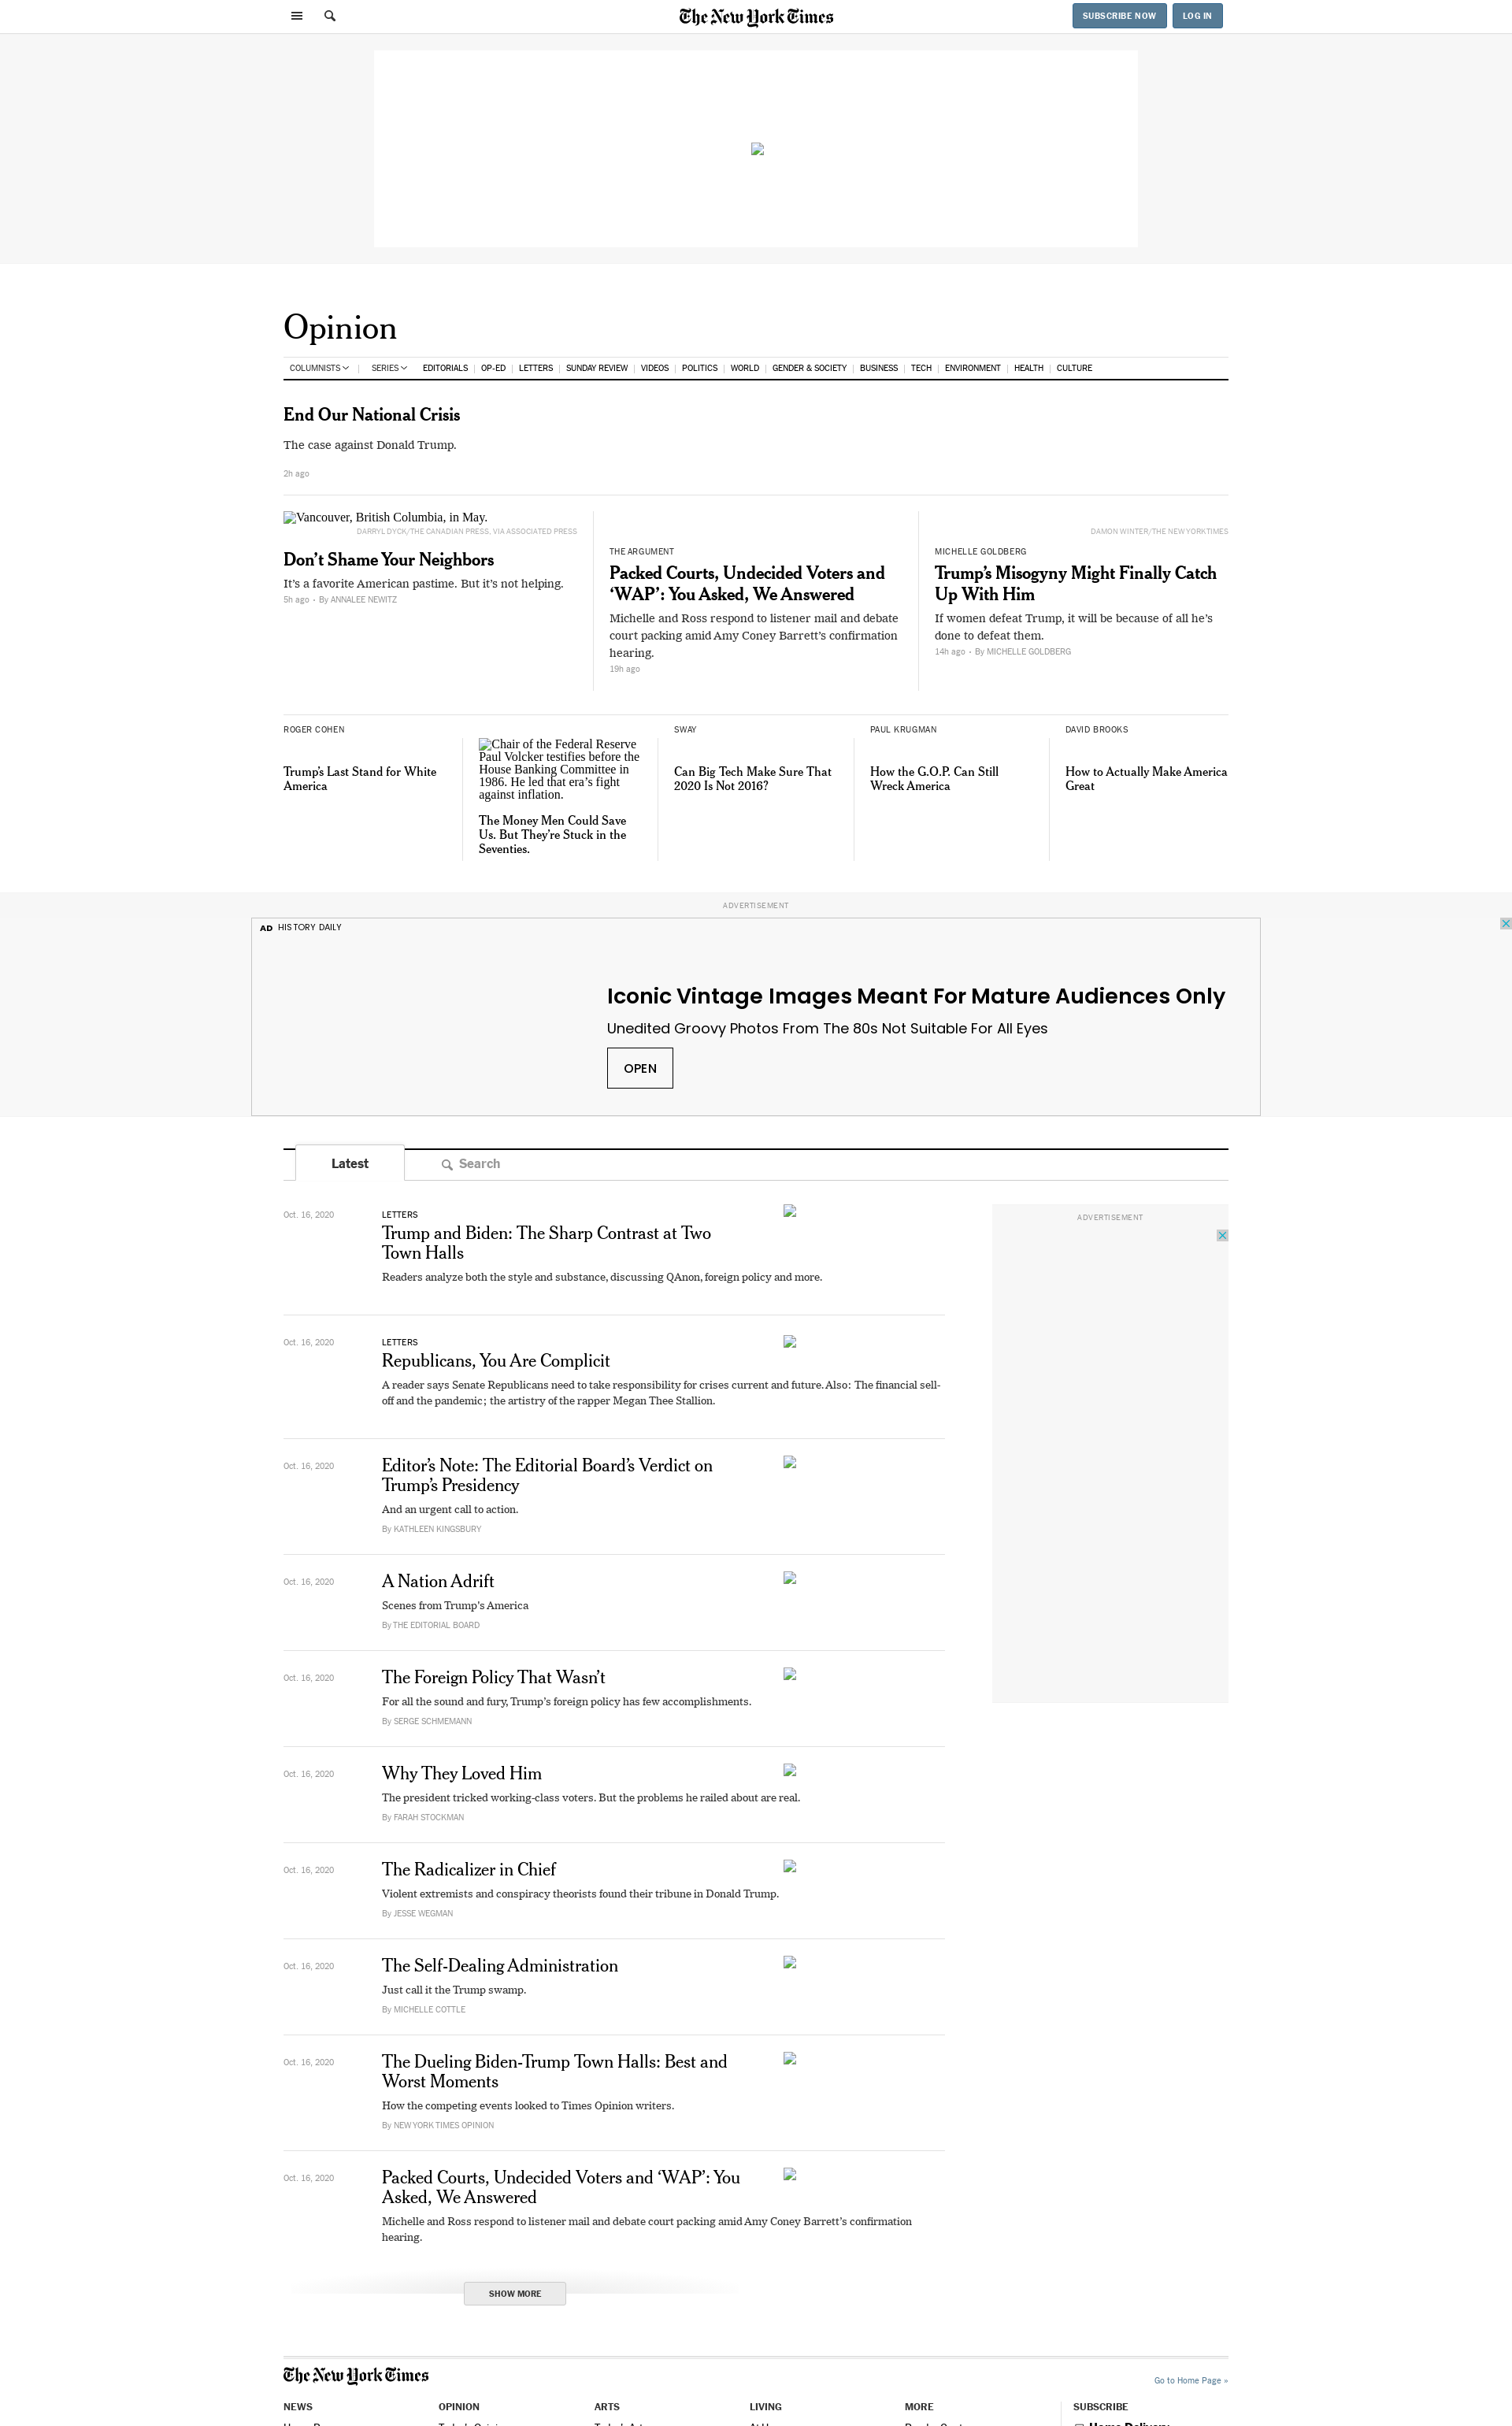 The New York Times
SUBSCRIBE NOW
LOG IN
Opinion
COLUMNISTS
SERIES
EDITORIALS
OP-ED
LETTERS
SUNDAY REVIEW
VIDEOS
POLITICS
WORLD
GENDER & SOCIETY
BUSINESS
TECH
ENVIRONMENT
HEALTH
CULTURE
End Our National Crisis
The case against Donald Trump.
2h ago
Vancouver, British Columbia, in May.
DARRYL DYCK/THE CANADIAN PRESS, VIA ASSOCIATED PRESS
Don’t Shame Your Neighbors
It’s a favorite American pastime. But it’s not helping.
5h ago • By ANNALEE NEWITZ
THE ARGUMENT
Packed Courts, Undecided Voters and
‘WAP’: You Asked, We Answered
Michelle and Ross respond to listener mail and debate
court packing amid Amy Coney Barrett’s confirmation
hearing.
19h ago
DAMON WINTER/THE NEW YORK TIMES
MICHELLE GOLDBERG
Trump’s Misogyny Might Finally Catch
Up With Him
If women defeat Trump, it will be because of all he’s
done to defeat them.
14h ago • By MICHELLE GOLDBERG
ROGER COHEN
Trump’s Last Stand for White
America
Chair of the Federal Reserve
Paul Volcker testifies before the
House Banking Committee in
1986. He led that era’s fight
against inflation.
The Money Men Could Save
Us. But They’re Stuck in the
Seventies.
SWAY
Can Big Tech Make Sure That
2020 Is Not 2016?
PAUL KRUGMAN
How the G.O.P. Can Still
Wreck America
DAVID BROOKS
How to Actually Make America
Great
ADVERTISEMENT
AD HISTORY DAILY
Iconic Vintage Images Meant For Mature Audiences Only
Unedited Groovy Photos From The 80s Not Suitable For All Eyes
OPEN
Latest
Search
ADVERTISEMENT
Oct. 16, 2020
LETTERS
Trump and Biden: The Sharp Contrast at Two
Town Halls
Readers analyze both the style and substance, discussing QAnon, foreign policy and more.
Oct. 16, 2020
LETTERS
Republicans, You Are Complicit
A reader says Senate Republicans need to take responsibility for crises current and future. Also: The financial sell-
off and the pandemic; the artistry of the rapper Megan Thee Stallion.
Oct. 16, 2020
Editor’s Note: The Editorial Board’s Verdict on
Trump’s Presidency
And an urgent call to action.
By KATHLEEN KINGSBURY
Oct. 16, 2020
A Nation Adrift
Scenes from Trump’s America
By THE EDITORIAL BOARD
Oct. 16, 2020
The Foreign Policy That Wasn’t
For all the sound and fury, Trump’s foreign policy has few accomplishments.
By SERGE SCHMEMANN
Oct. 16, 2020
Why They Loved Him
The president tricked working-class voters. But the problems he railed about are real.
By FARAH STOCKMAN
Oct. 16, 2020
The Radicalizer in Chief
Violent extremists and conspiracy theorists found their tribune in Donald Trump.
By JESSE WEGMAN
Oct. 16, 2020
The Self-Dealing Administration
Just call it the Trump swamp.
By MICHELLE COTTLE
Oct. 16, 2020
The Dueling Biden-Trump Town Halls: Best and
Worst Moments
How the competing events looked to Times Opinion writers.
By NEW YORK TIMES OPINION
Oct. 16, 2020
Packed Courts, Undecided Voters and ‘WAP’: You
Asked, We Answered
Michelle and Ross respond to listener mail and debate court packing amid Amy Coney Barrett’s confirmation
hearing.
SHOW MORE
The New York Times
Go to Home Page »
NEWS
OPINION
ARTS
LIVING
MORE
SUBSCRIBE
Home Delivery